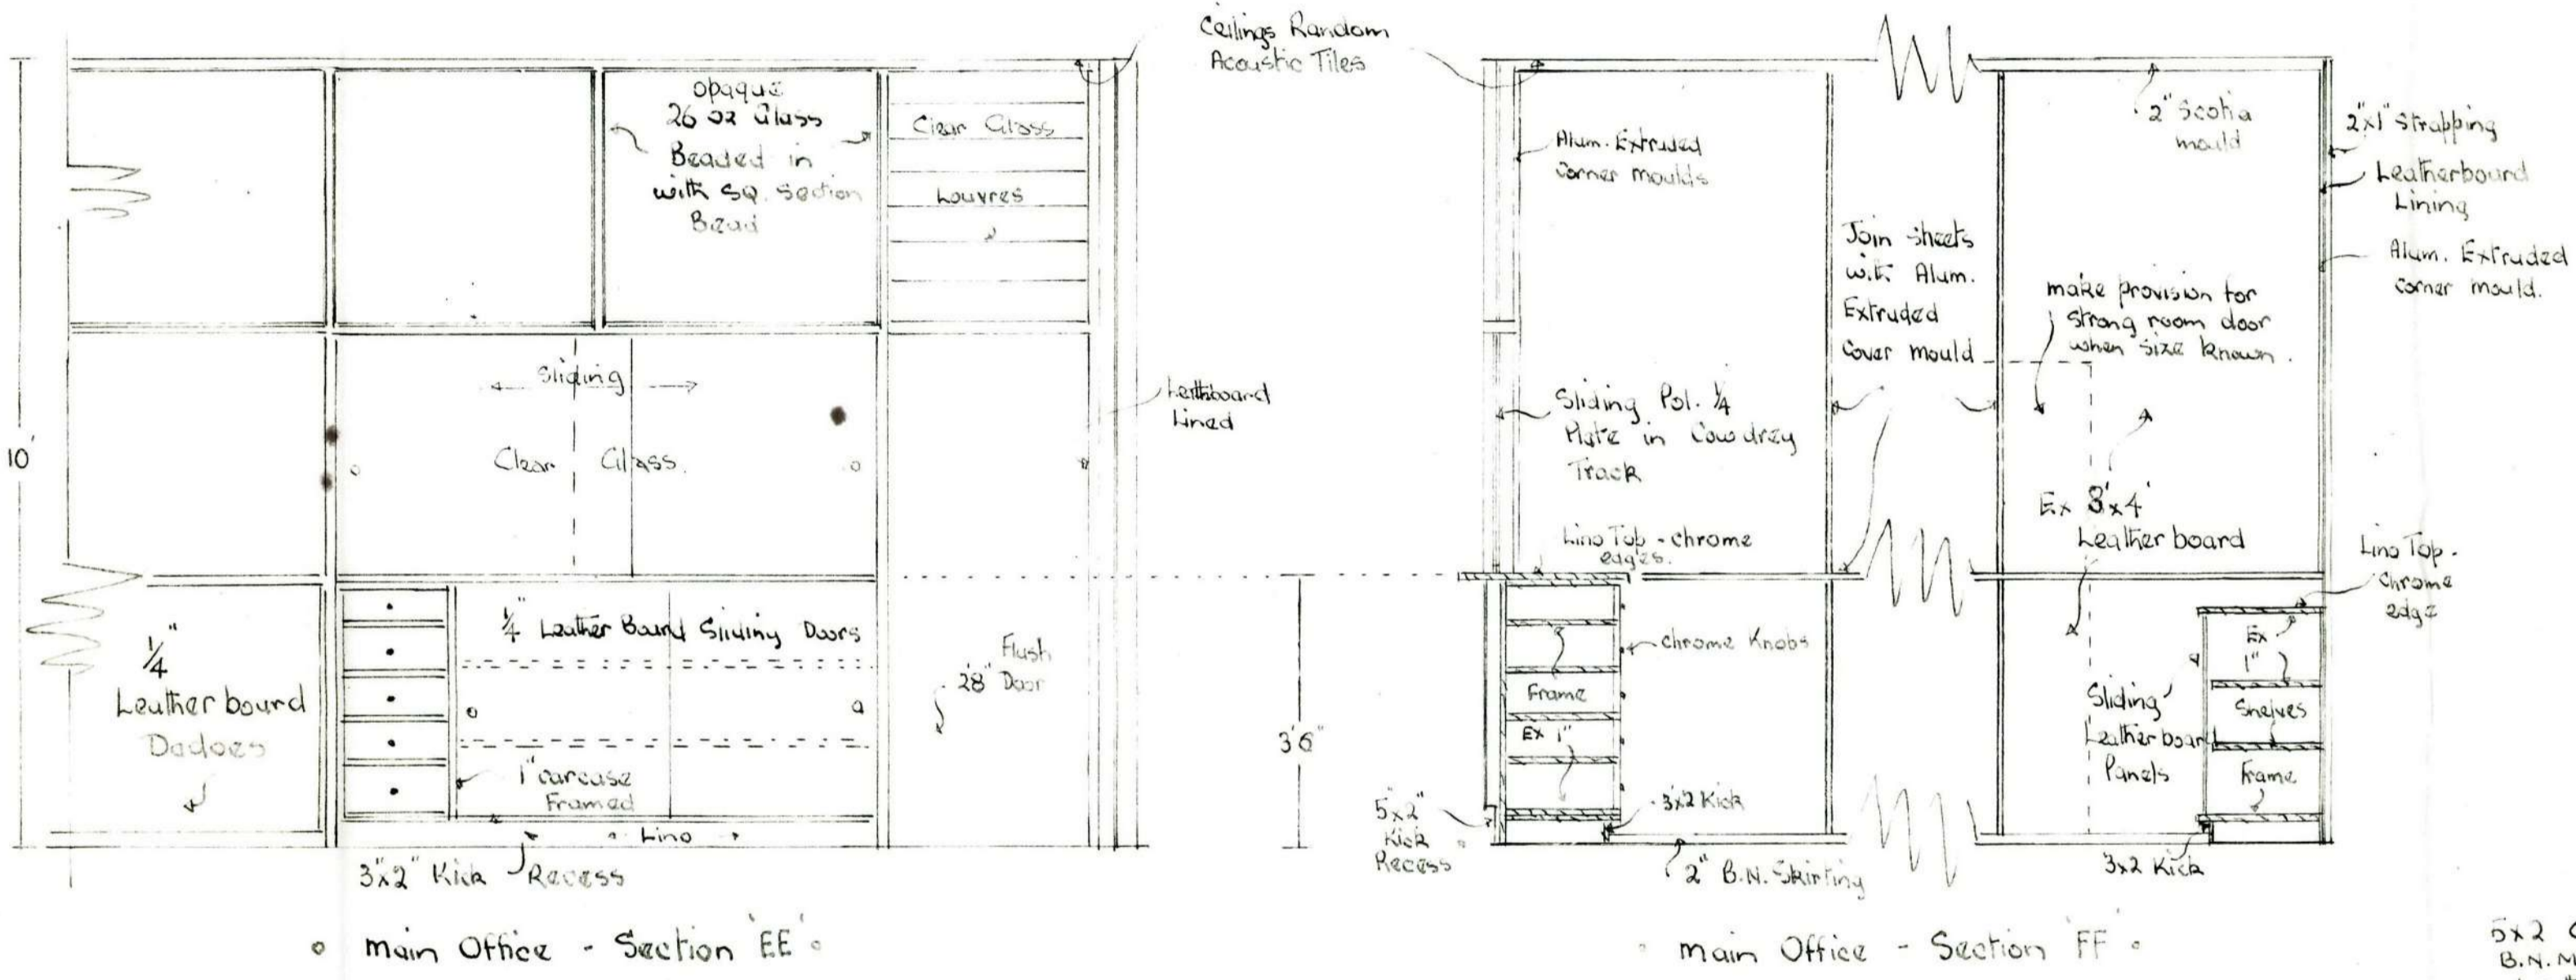 Ceilings Random
Acoustic Tiles
opaque
26 oz Glass
Beaded in
with SQ. Section
Bead
Clear Glass
Louvres
10'
Sliding
Clear Glass.
Leathboard
Lined
1/4"
Leather board
Dadoes
1/4" Leather Board Sliding Doors
1" carcase
Framed
Lino
3"x2" Kick Recess
Flush
2'8" Door
main Office - Section 'EE'
Alum. Extruded
Corner moulds
2" Scotia
mould
2"x1" Strapping
Leatherboard
Lining
Alum. Extruded
corner mould.
Join sheets
with Alum.
Extruded
Cover mould
make provision for
strong room door
when size known.
Sliding Pol. 1/4
Plate in Cowdrey
Track
Ex 8'x4'
Leather board
Lino Top - chrome
edges.
Lino Top -
Chrome
edge
3'6"
Chrome Knobs
Frame
Ex 1"
5"x2"
Kick
Recess
3x2 Kick
2" B.N. Skirting
Sliding
Leatherboard
Panels
Ex
1"
Shelves
Frame
3x2 Kick
main Office - Section 'FF'
5x2
B.N.